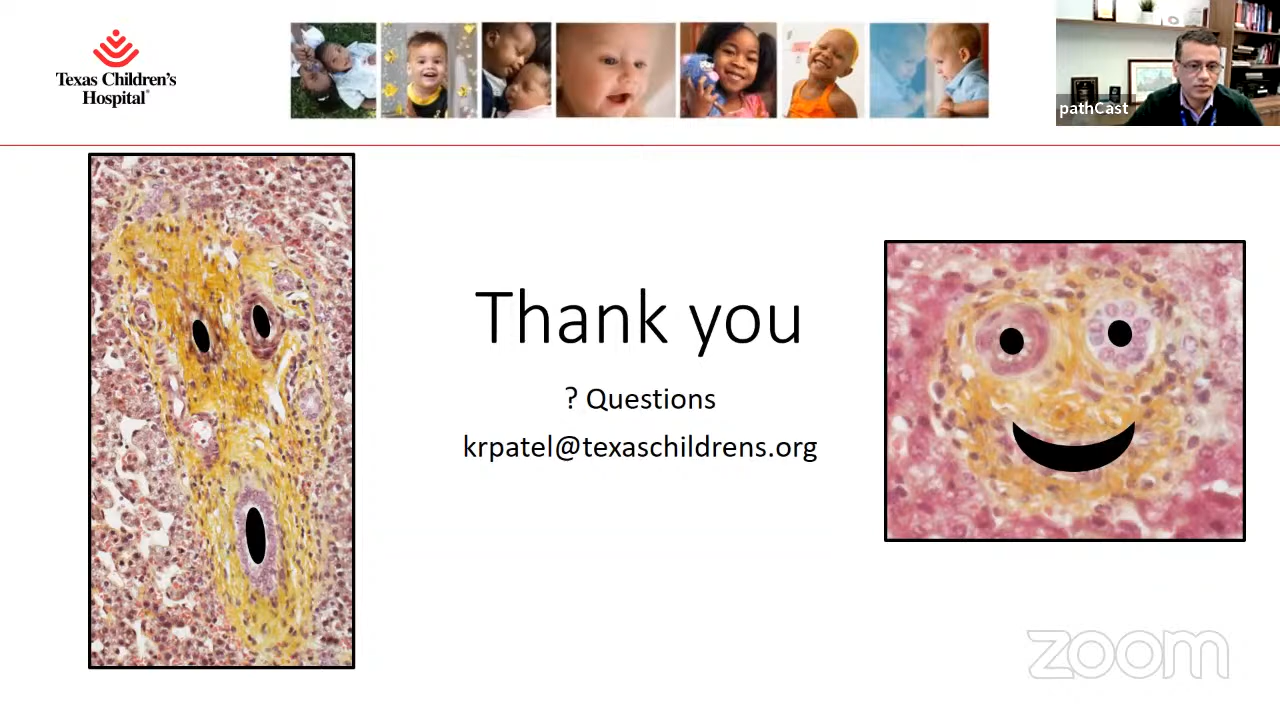 Texas Children's
Hospital®
pathCast
Thank you
? Questions
krpatel@texaschildrens.org
zoom